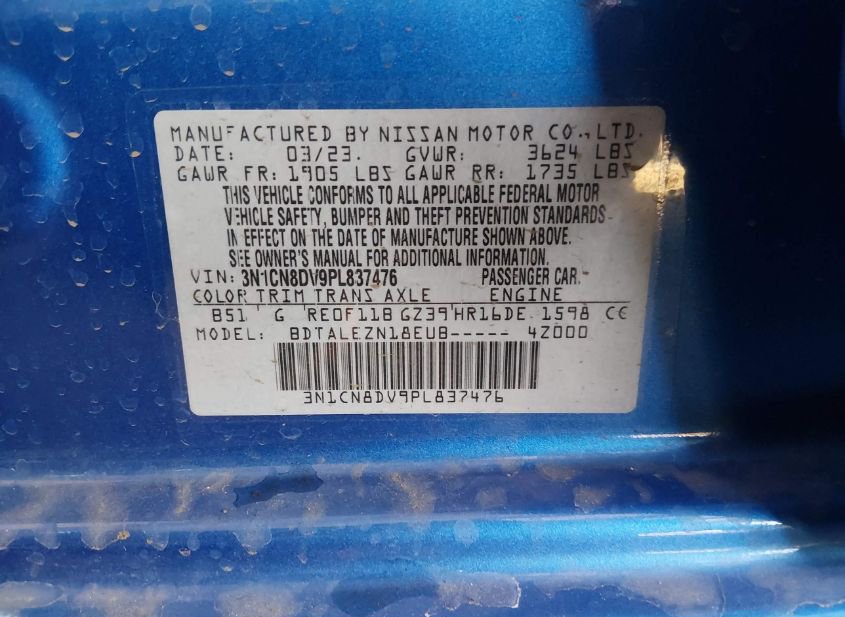 MANUFACTURED BY NISSAN MOTOR CO., LTD.
DATE: 03/23. GVWR: 3624 LBS
GAWR FR: 1905 LBS GAWR RR: 1735 LBS
THIS VEHICLE CONFORMS TO ALL APPLICABLE FEDERAL MOTOR
VEHICLE SAFETY, BUMPER AND THEFT PREVENTION STANDARDS
IN EFFECT ON THE DATE OF MANUFACTURE SHOWN ABOVE.
SEE OWNER'S MANUAL FOR ADDITIONAL INFORMATION.
VIN: 3N1CN8DV9PL837476 PASSENGER CAR
COLOR TRIM TRANS AXLE ENGINE
B51 G RE0F11B GZ39 HR16DE 1598 CE
MODEL: BDTALEZN18EUB----- 4Z000
3N1CN8DV9PL837476